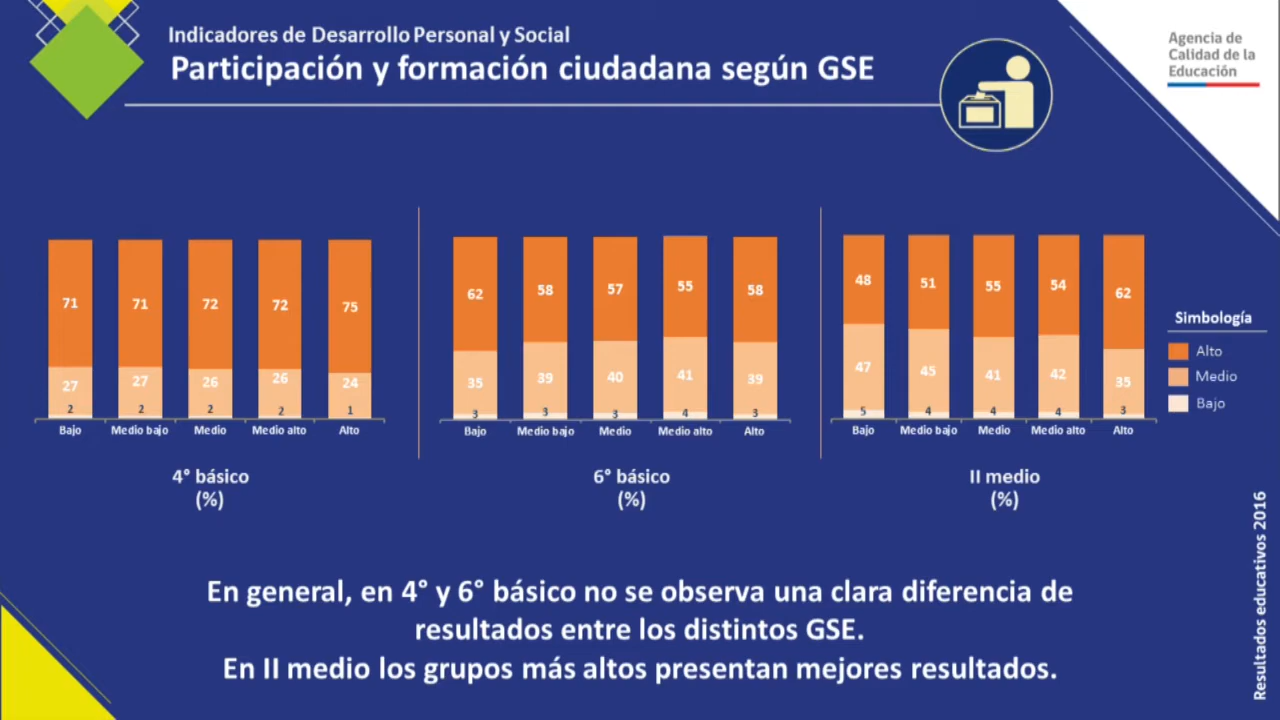 Indicadores de Desarrollo Personal y Social
Participación y formación ciudadana según GSE
Agencia de
Calidad de la
Educación
71 71 72 72 75
27 27 26 26 24
2 2 2 2 1
Bajo Medio bajo Medio Medio alto Alto
4° básico
(%)
62 58 57 55 58
35 39 40 41 39
3 3 3 4 3
Bajo Medio bajo Medio Medio alto Alto
6° básico
(%)
48 51 55 54 62
47 45 41 42 35
5 4 4 4 3
Bajo Medio bajo Medio Medio alto Alto
II medio
(%)
Simbología
Alto
Medio
Bajo
En general, en 4° y 6° básico no se observa una clara diferencia de
resultados entre los distintos GSE.
En II medio los grupos más altos presentan mejores resultados.
Resultados educativos 2016